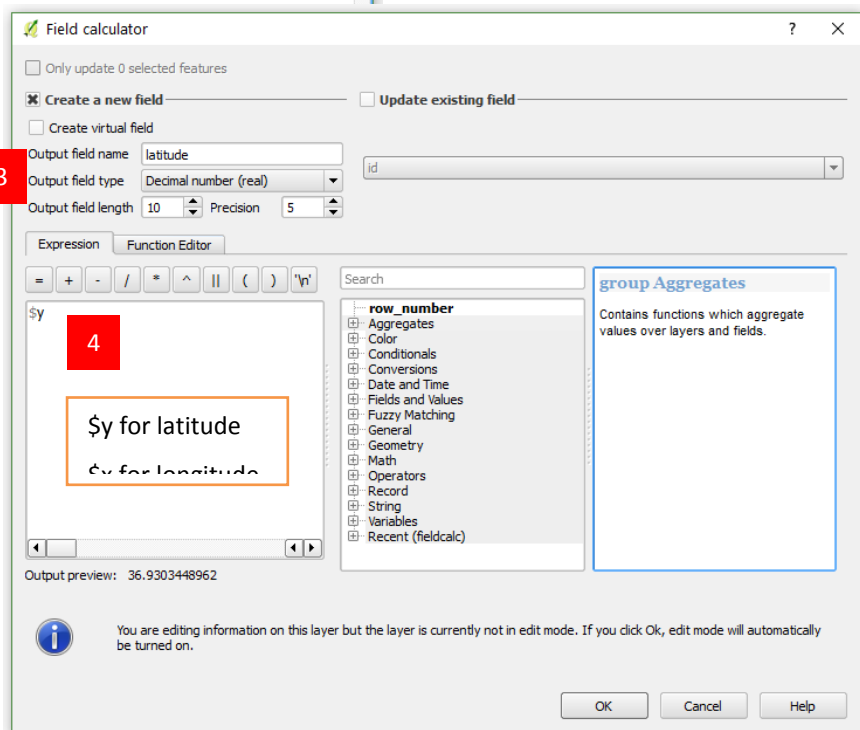 Field calculator ?
Only update 0 selected features
Create a new field
Update existing field
Create virtual field
Output field name latitude
id
3
Output field type Decimal number (real)
Output field length 10 Precision 5
Expression Function Editor
= + - / * ^ || ( ) '\n'
Search
group Aggregates
Contains functions which aggregate
values over layers and fields.
$y
4
$y for latitude
$x for longitude
row_number
Aggregates
Color
Conditionals
Conversions
Date and Time
Fields and Values
Fuzzy Matching
General
Geometry
Math
Operators
Record
String
Variables
Recent (fieldcalc)
Output preview: 36.9303448962
You are editing information on this layer but the layer is currently not in edit mode. If you click Ok, edit mode will automatically
be turned on.
OK Cancel Help